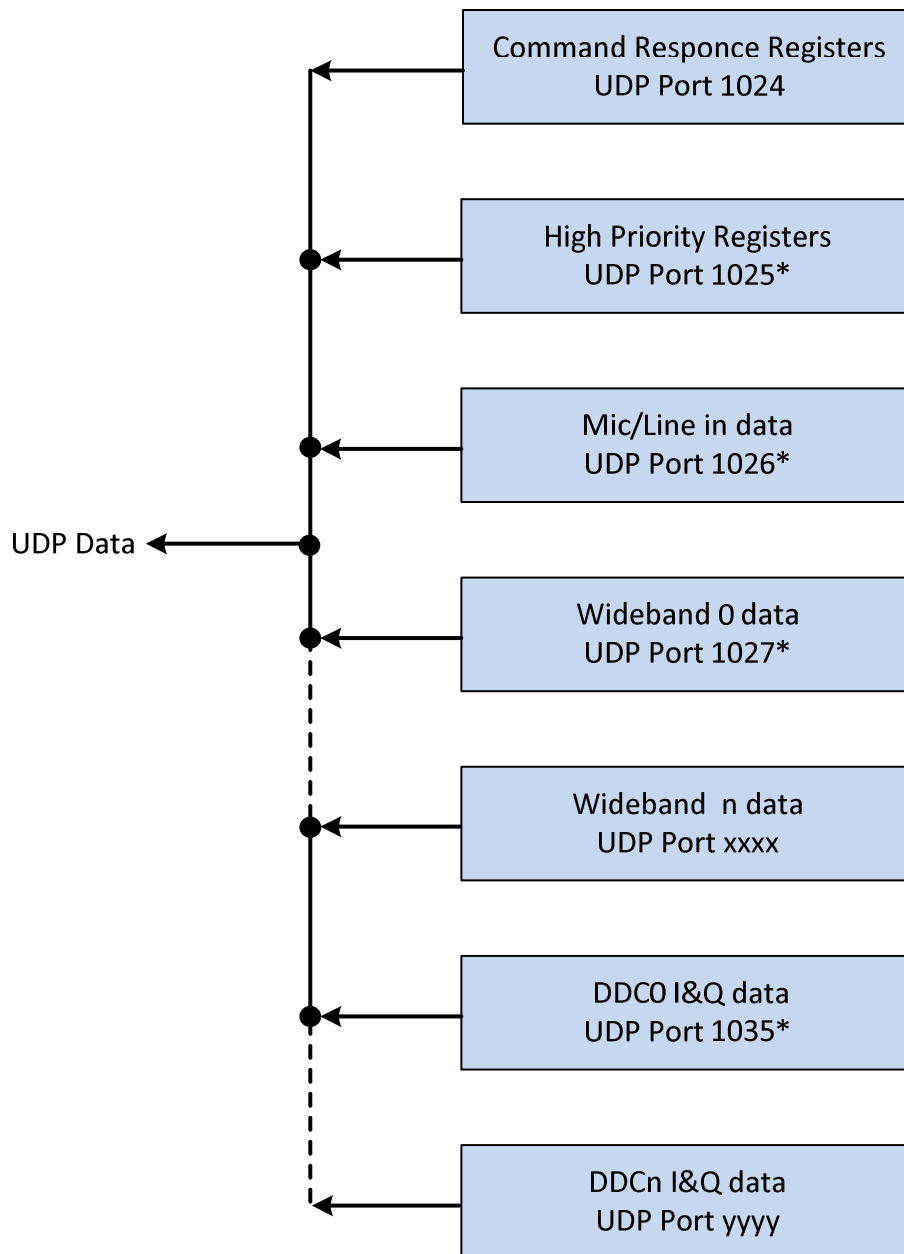 Command Responce Registers
UDP Port 1024
High Priority Registers
UDP Port 1025*
Mic/Line in data
UDP Port 1026*
UDP Data
Wideband 0 data
UDP Port 1027*
Wideband n data
UDP Port xxxx
DDC0 I&Q data
UDP Port 1035*
DDCn I&Q data
UDP Port yyyy